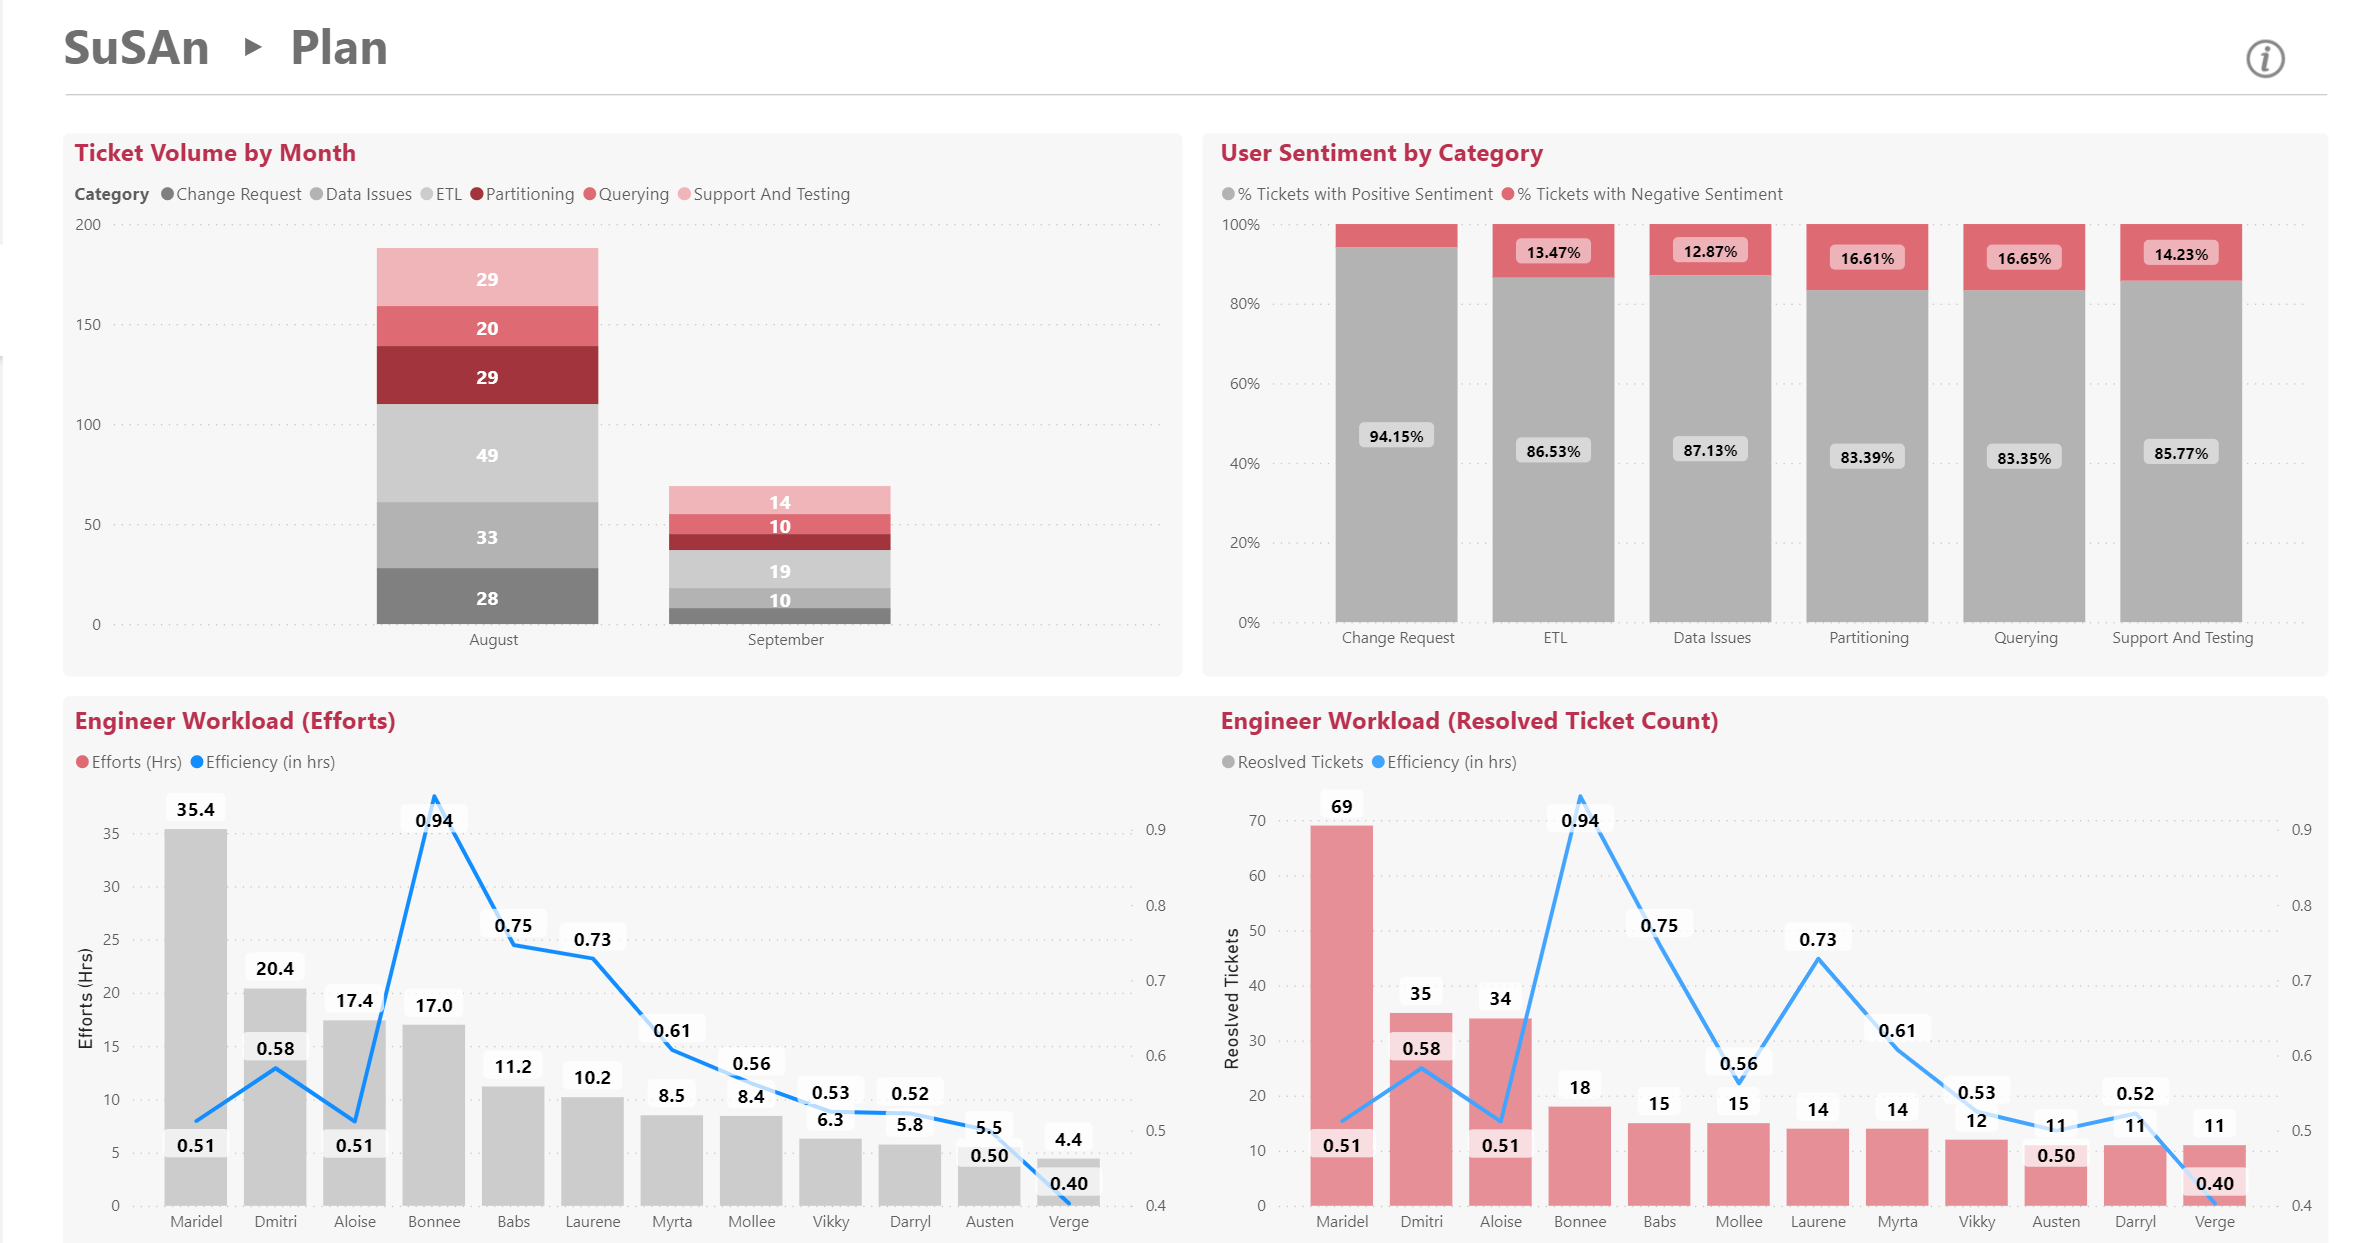 SuSAn ▸ Plan
Ticket Volume by Month
Category Change Request Data Issues ETL Partitioning Querying Support And Testing
200
150
100
50
0
29
20
29
49
33
28
14
10
19
10
August September
User Sentiment by Category
% Tickets with Positive Sentiment % Tickets with Negative Sentiment
100%
80%
60%
40%
20%
0%
13.47% 12.87% 16.61% 16.65% 14.23%
94.15% 86.53% 87.13% 83.39% 83.35% 85.77%
Change Request ETL Data Issues Partitioning Querying Support And Testing
Engineer Workload (Efforts)
Efforts (Hrs) Efficiency (in hrs)
Efforts (Hrs)
35
30
25
20
15
10
5
0
35.4 20.4 17.4 17.0 11.2 10.2 8.5 8.4 6.3 5.8 5.5 4.4
0.51 0.58 0.51 0.94 0.75 0.73 0.61 0.56 0.53 0.52 0.50 0.40
0.9
0.8
0.7
0.6
0.5
0.4
Maridel Dmitri Aloise Bonnee Babs Laurene Myrta Mollee Vikky Darryl Austen Verge
Engineer Workload (Resolved Ticket Count)
Reoslved Tickets Efficiency (in hrs)
Reoslved Tickets
70
60
50
40
30
20
10
0
69 35 34 18 15 15 14 14 12 11 11 11
0.51 0.58 0.51 0.94 0.75 0.56 0.73 0.61 0.53 0.50 0.52 0.40
0.9
0.8
0.7
0.6
0.5
0.4
Maridel Dmitri Aloise Bonnee Babs Mollee Laurene Myrta Vikky Austen Darryl Verge